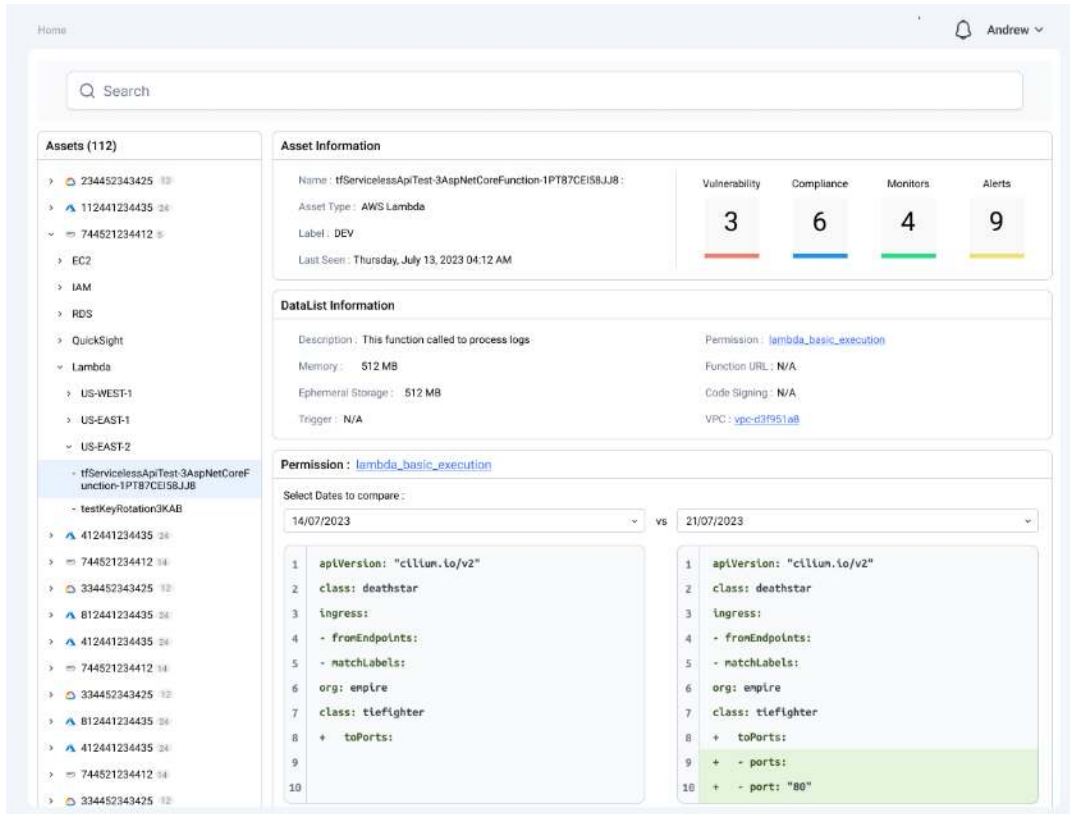 Home
Andrew
Search
Assets (112)
234452343425 12
112441234435 24
744521234412 5
EC2
IAM
RDS
QuickSight
Lambda
US-WEST-1
US-EAST-1
US-EAST-2
- tfServicelessApiTest-3AspNetCoreF
unction-1PT87CEI58JJ8
- testKeyRotation3KAB
412441234435 24
744521234412 14
334452343425 12
812441234435 24
412441234435 24
744521234412 14
334452343425 12
812441234435 24
412441234435 24
744521234412 14
334452343425 12
Asset Information
Name : tfServicelessApiTest-3AspNetCoreFunction-1PT87CEI58JJ8 :
Asset Type : AWS Lambda
Label : DEV
Last Seen : Thursday, July 13, 2023 04:12 AM
Vulnerability Compliance Monitors Alerts
3 6 4 9
DataList Information
Description : This function called to process logs
Memory : 512 MB
Ephemeral Storage : 512 MB
Trigger : N/A
Permission : lambda_basic_execution
Function URL : N/A
Code Signing : N/A
VPC : vpc-d3f951a8
Permission : lambda_basic_execution
Select Dates to compare :
14/07/2023 vs 21/07/2023
1 apiVersion: "cilium.io/v2"
2 class: deathstar
3 ingress:
4 - fromEndpoints:
5 - matchLabels:
6 org: empire
7 class: tiefighter
8 + toPorts:
9
10
1 apiVersion: "cilium.io/v2"
2 class: deathstar
3 ingress:
4 - fromEndpoints:
5 - matchLabels:
6 org: empire
7 class: tiefighter
8 + toPorts:
9 + - ports:
10 + - port: "80"